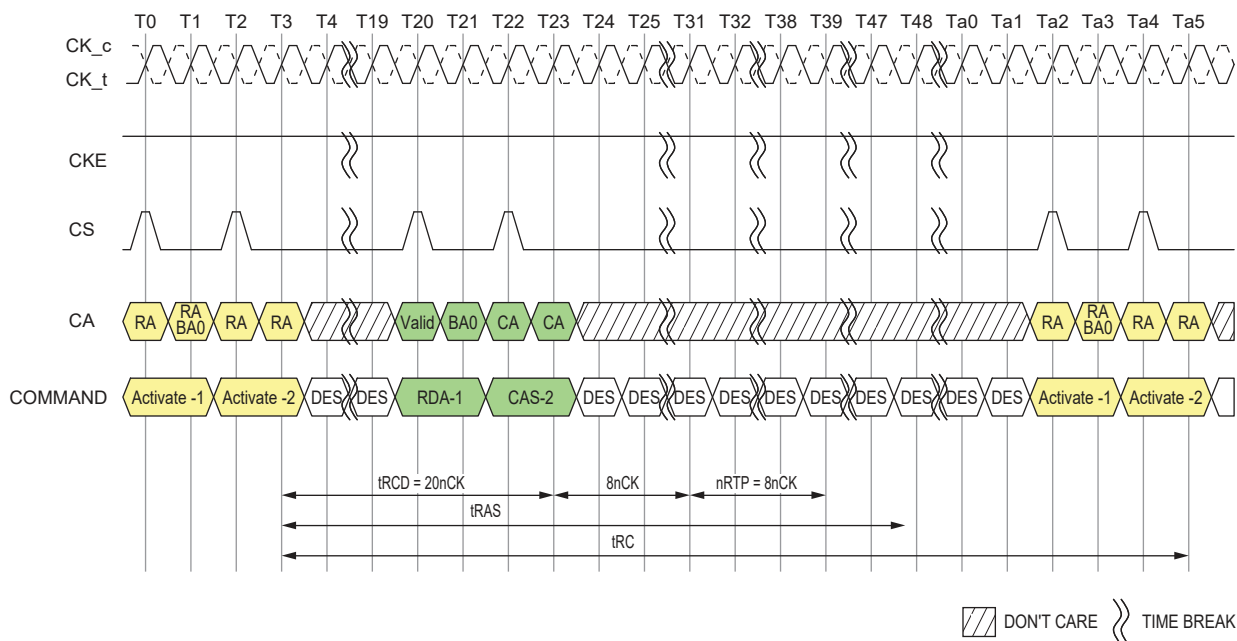 T0 T1 T2 T3 T4 T19 T20 T21 T22 T23 T24 T25 T31 T32 T38 T39 T47 T48 Ta0 Ta1 Ta2 Ta3 Ta4 Ta5
CK_c
CK_t
CKE
CS
CA RA RA BA0 RA RA Valid BA0 CA CA RA RA BA0 RA RA
COMMAND Activate -1 Activate -2 DES DES RDA-1 CAS-2 DES DES DES DES DES DES DES DES DES DES Activate -1 Activate -2
tRCD = 20nCK 8nCK nRTP = 8nCK
tRAS
tRC
DON'T CARE TIME BREAK